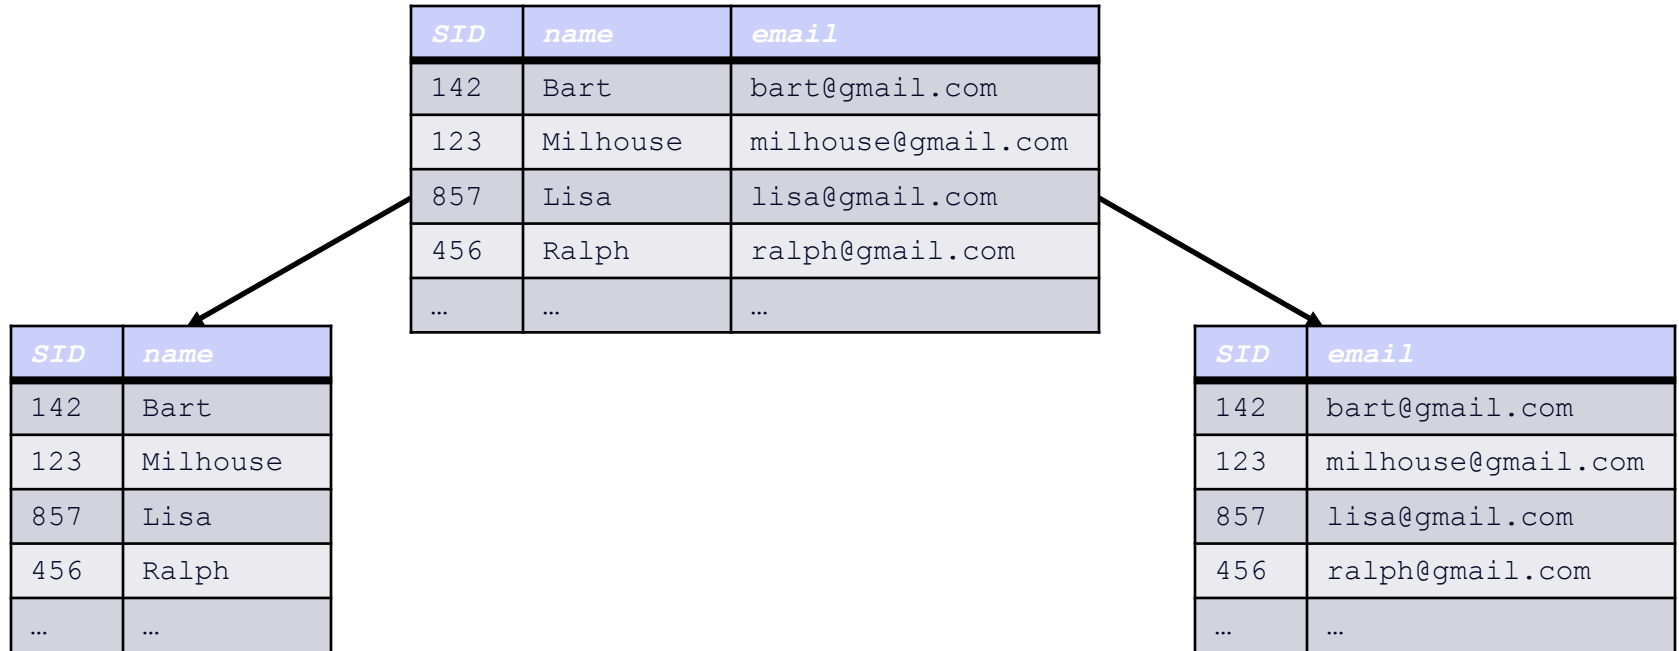 SID name email
142 Bart bart@gmail.com
123 Milhouse milhouse@gmail.com
857 Lisa lisa@gmail.com
456 Ralph ralph@gmail.com
… … …
SID name
142 Bart
123 Milhouse
857 Lisa
456 Ralph
… …
SID email
142 bart@gmail.com
123 milhouse@gmail.com
857 lisa@gmail.com
456 ralph@gmail.com
… …